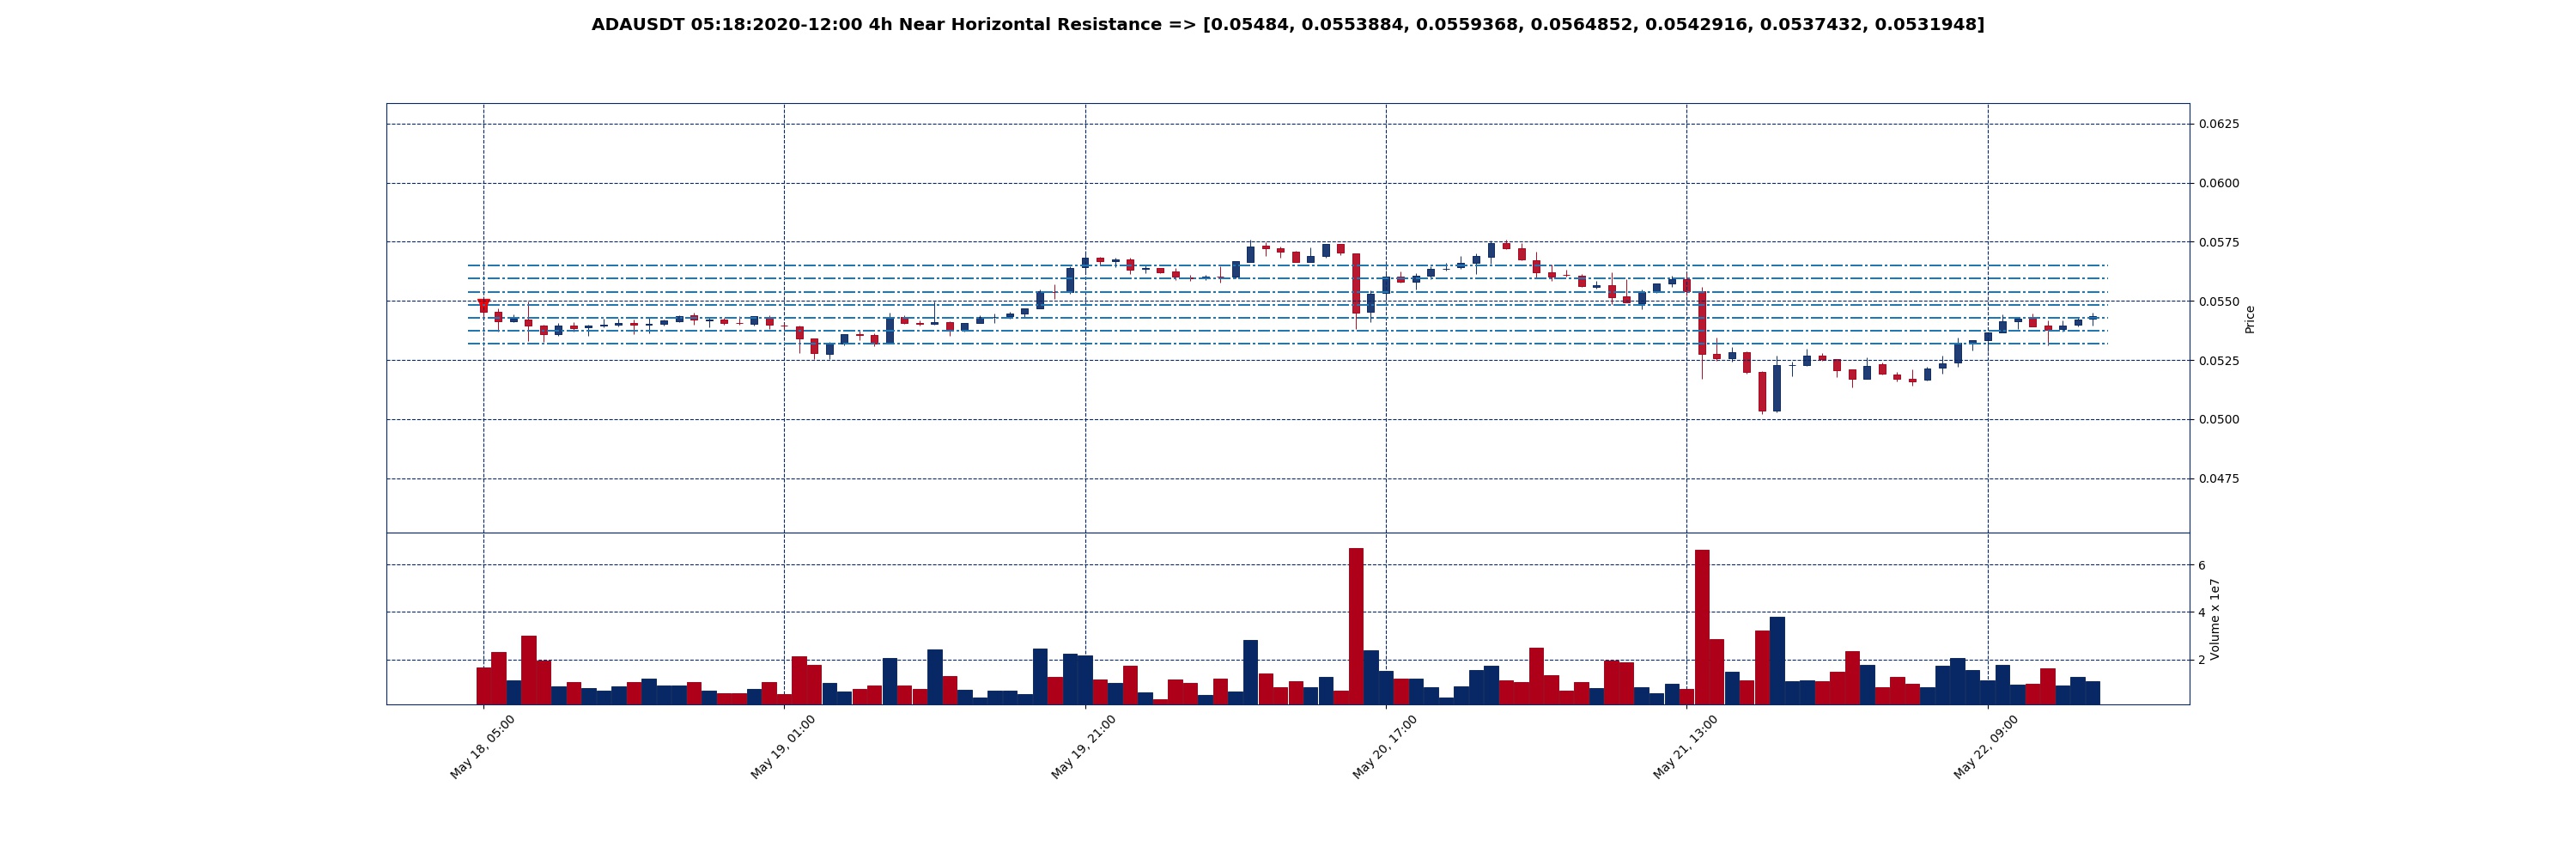 ADAUSDT 05:18:2020-12:00 4h Near Horizontal Resistance => [0.05484, 0.0553884, 0.0559368, 0.0564852, 0.0542916, 0.0537432, 0.0531948]
0.0625
0.0600
0.0575
0.0550
0.0525
0.0500
0.0475
Price
6
4
2
Volume x 1e7
May 18, 05:00
May 19, 01:00
May 19, 21:00
May 20, 17:00
May 21, 13:00
May 22, 09:00